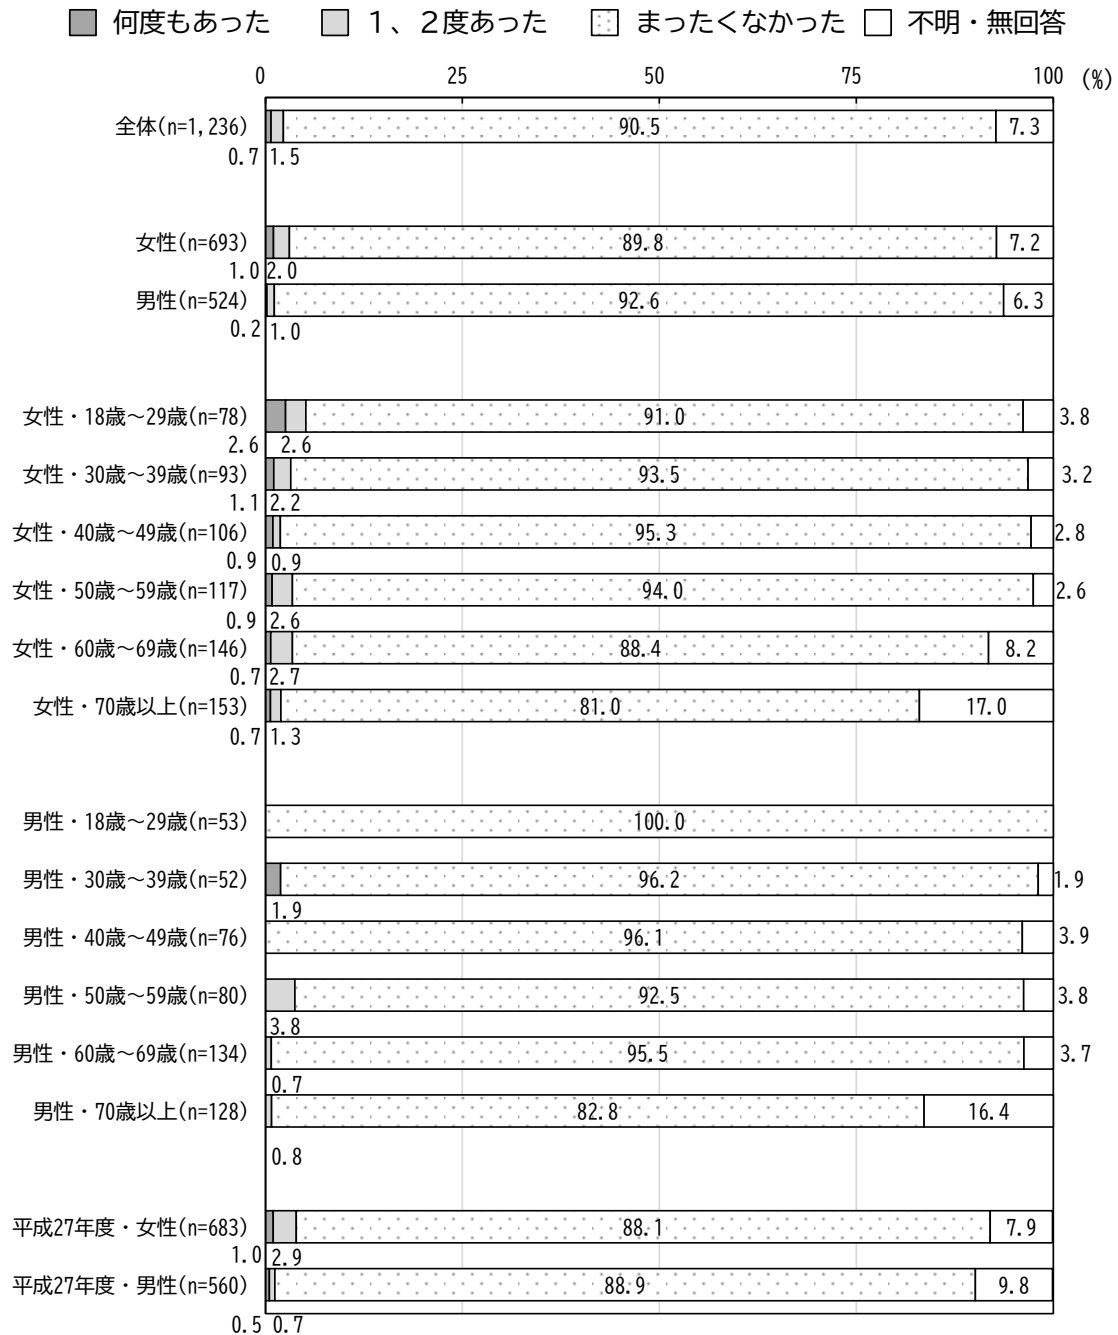 何度もあった １、２度あった まったくなかった 不明・無回答
0 25 50 75 100 (%)
全体(n=1,236) 90.5 7.3
0.7 1.5
女性(n=693) 89.8 7.2
1.0 2.0
男性(n=524) 92.6 6.3
0.2 1.0
女性・18歳～29歳(n=78) 91.0 3.8
2.6 2.6
女性・30歳～39歳(n=93) 93.5 3.2
1.1 2.2
女性・40歳～49歳(n=106) 95.3 2.8
0.9 0.9
女性・50歳～59歳(n=117) 94.0 2.6
0.9 2.6
女性・60歳～69歳(n=146) 88.4 8.2
0.7 2.7
女性・70歳以上(n=153) 81.0 17.0
0.7 1.3
男性・18歳～29歳(n=53) 100.0
男性・30歳～39歳(n=52) 96.2 1.9
1.9
男性・40歳～49歳(n=76) 96.1 3.9
男性・50歳～59歳(n=80) 92.5 3.8
3.8
男性・60歳～69歳(n=134) 95.5 3.7
0.7
男性・70歳以上(n=128) 82.8 16.4
0.8
平成27年度・女性(n=683) 88.1 7.9
1.0 2.9
平成27年度・男性(n=560) 88.9 9.8
0.5 0.7